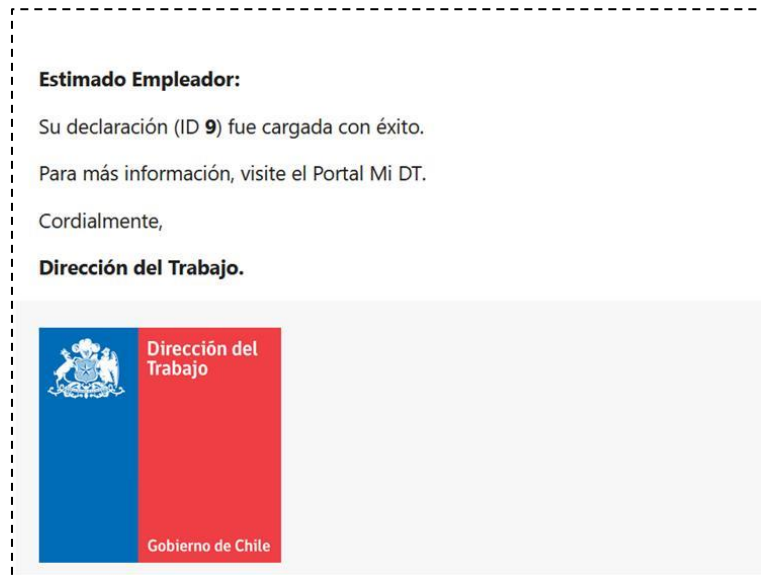 Estimado Empleador:
Su declaración (ID 9) fue cargada con éxito.
Para más información, visite el Portal Mi DT.
Cordialmente,
Dirección del Trabajo.
Dirección del
Trabajo
Gobierno de Chile